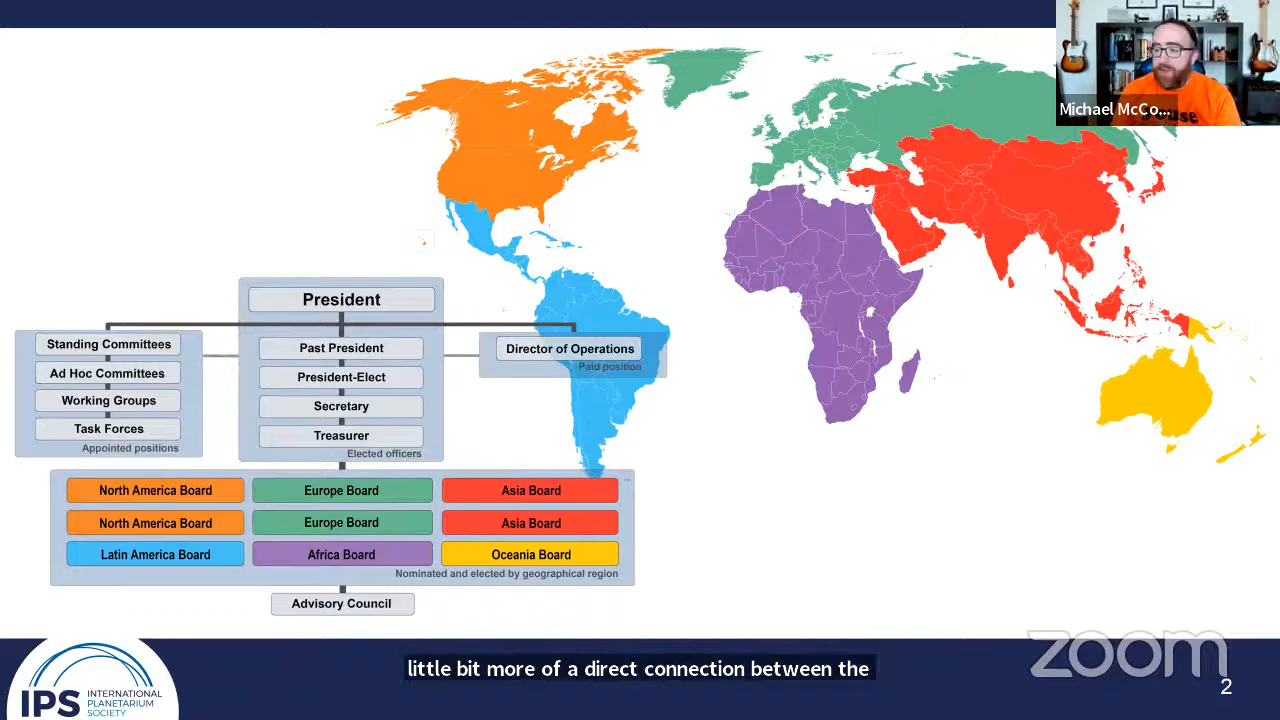 Michael McCo...
President
Standing Committees
Ad Hoc Committees
Working Groups
Task Forces
Appointed positions
Past President
President-Elect
Secretary
Treasurer
Elected officers
Director of Operations
Paid position
North America Board
Europe Board
Asia Board
North America Board
Europe Board
Asia Board
Latin America Board
Africa Board
Oceania Board
Nominated and elected by geographical region
Advisory Council
IPS
INTERNATIONAL
PLANETARIUM
SOCIETY
little bit more of a direct connection between the
zoom
2